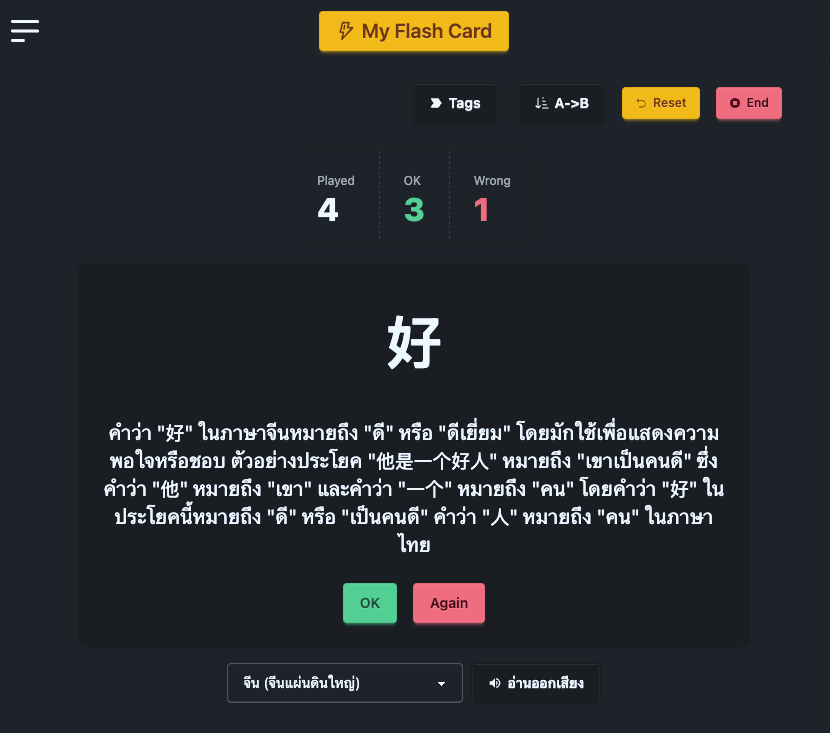 My Flash Card
Tags
A->B
Reset
End
Played
OK
Wrong
4
3
1
好
คำว่า "好" ในภาษาจีนหมายถึง "ดี" หรือ "ดีเยี่ยม" โดยมักใช้เพื่อแสดงความ
พอใจหรือชอบ ตัวอย่างประโยค "他是一个好人" หมายถึง "เขาเป็นคนดี" ซึ่ง
คำว่า "他" หมายถึง "เขา" และคำว่า "一个" หมายถึง "คน" โดยคำว่า "好" ใน
ประโยคนี้หมายถึง "ดี" หรือ "เป็นคนดี" คำว่า "人" หมายถึง "คน" ในภาษา
ไทย
OK
Again
จีน (จีนแผ่นดินใหญ่)
อ่านออกเสียง